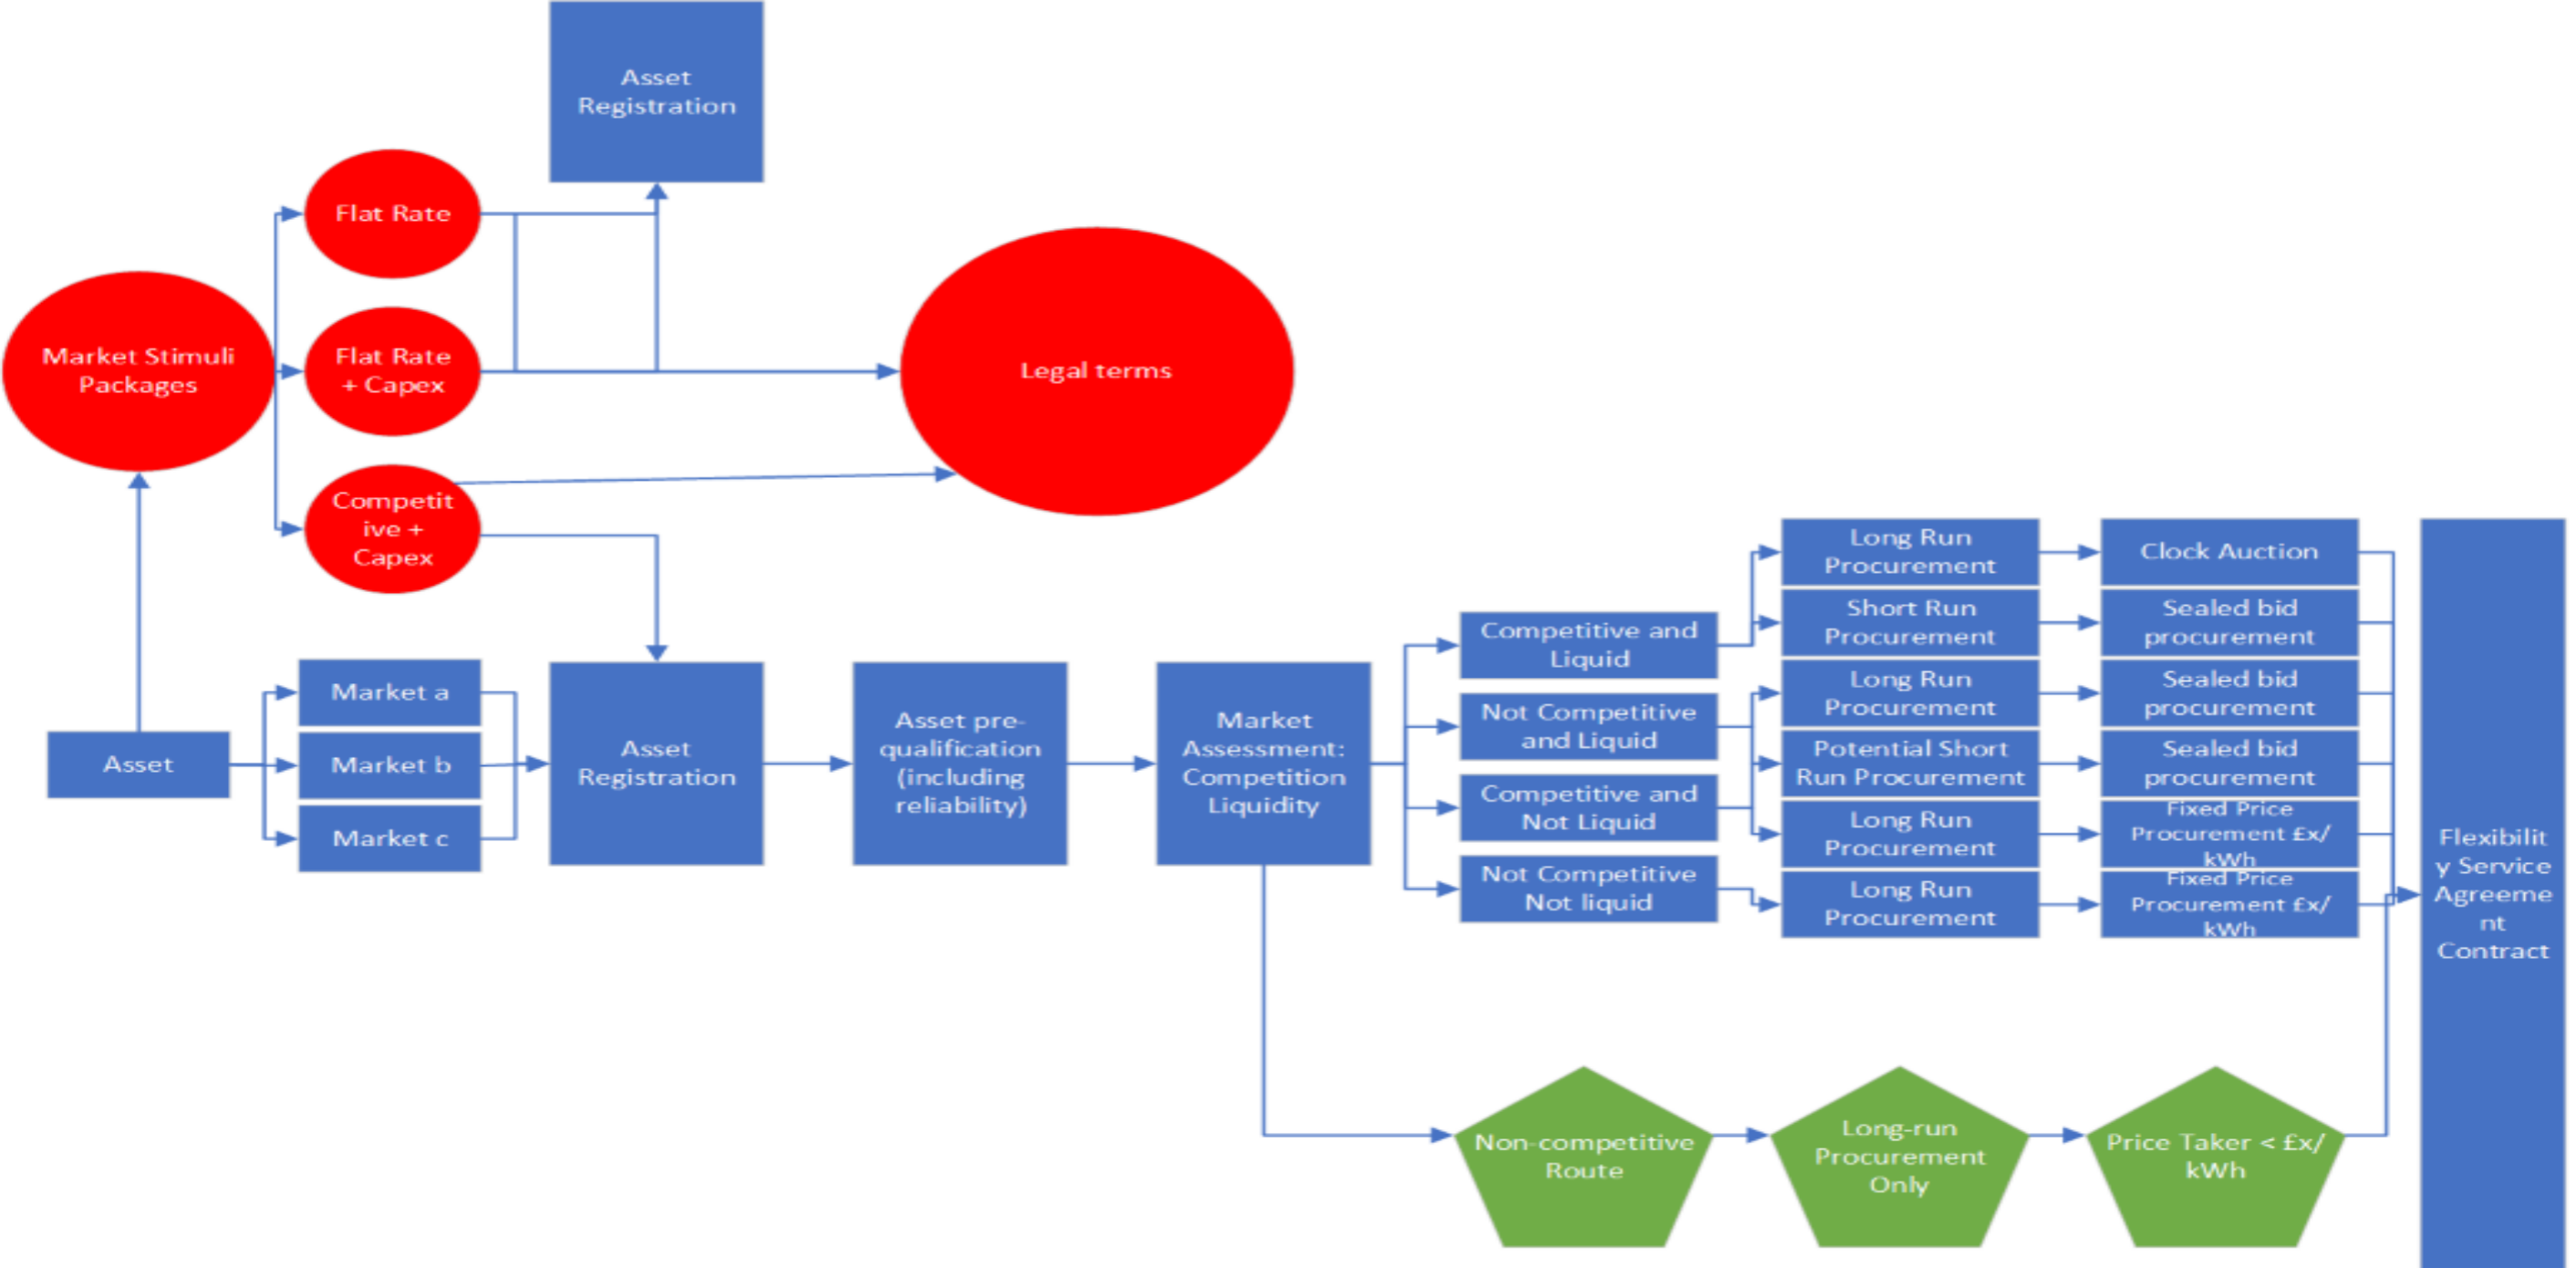 Asset
Registration
Flat Rate
Market Stimuli
Packages
Flat Rate
+ Capex
Legal terms
Competit
ive +
Capex
Asset
Market a
Market b
Market c
Asset
Registration
Asset pre-
qualification
(including
reliability)
Market
Assessment:
Competition
Liquidity
Competitive and
Liquid
Not Competitive
and Liquid
Competitive and
Not Liquid
Not Competitive
Not liquid
Long Run
Procurement
Short Run
Procurement
Long Run
Procurement
Potential Short
Run Procurement
Long Run
Procurement
Long Run
Procurement
Clock Auction
Sealed bid
procurement
Sealed bid
procurement
Sealed bid
procurement
Fixed Price
Procurement £x/
kWh
Fixed Price
Procurement £x/
kWh
Flexibilit
y Service
Agreeme
nt
Contract
Non-competitive
Route
Long-run
Procurement
Only
Price Taker < £x/
kWh